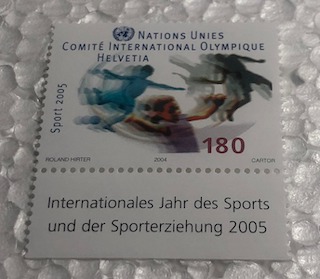 NATIONS UNIES
COMITÉ INTERNATIONAL OLYMPIQUE
HELVETIA
Sport 2005
180
ROLAND HIRTER 2004 CARTOR
Internationales Jahr des Sports
und der Sporterziehung 2005